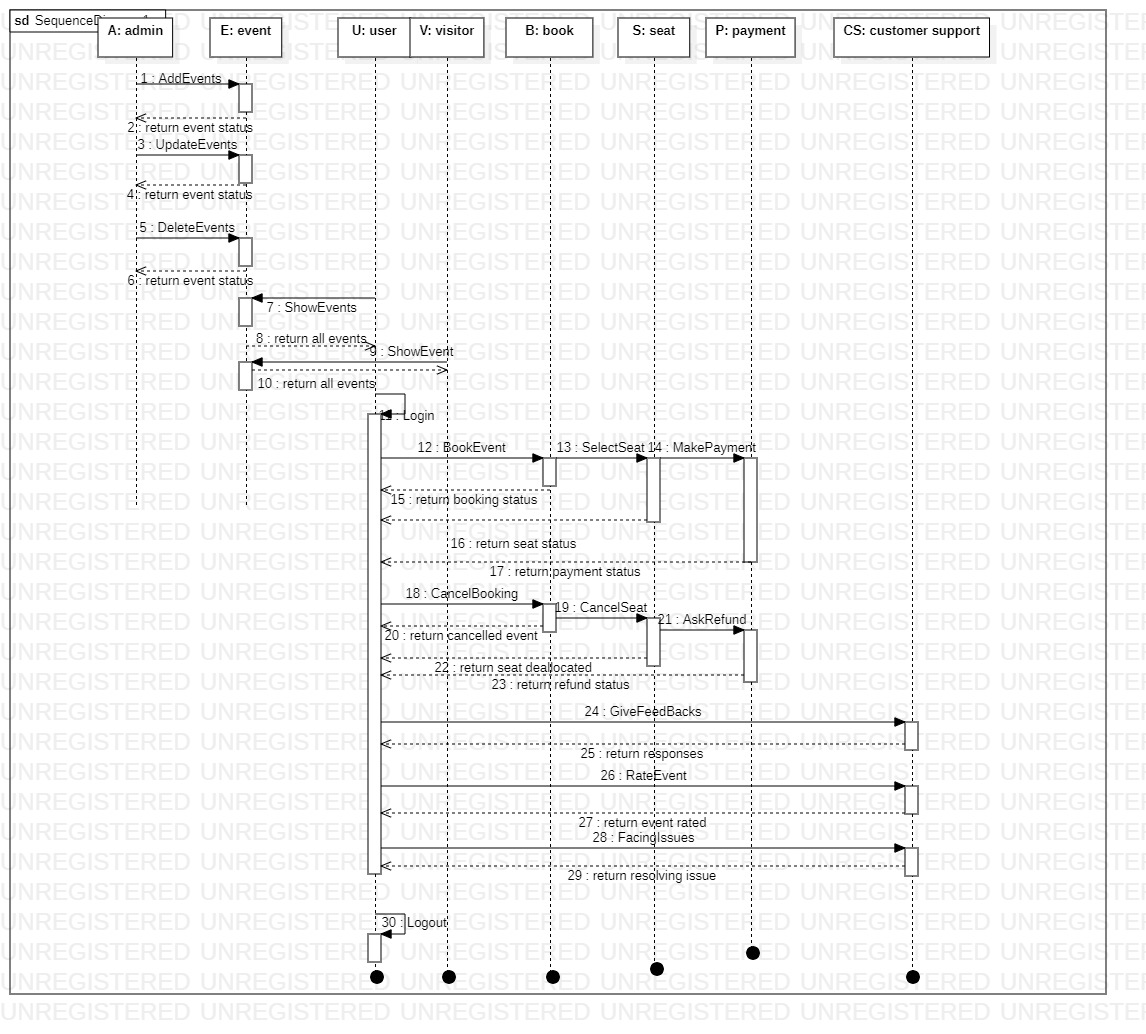 sd SequenceDi
A: admin
E: event
U: user
V: visitor
B: book
S: seat
P: payment
CS: customer support
1 : AddEvents
2 : return event status
3 : UpdateEvents
4 : return event status
5 : DeleteEvents
6 : return event status
7 : ShowEvents
8 : return all events
9 : ShowEvent
10 : return all events
11 : Login
12 : BookEvent
13 : SelectSeat
14 : MakePayment
15 : return booking status
16 : return seat status
17 : return payment status
18 : CancelBooking
19 : CancelSeat
20 : return cancelled event
21 : AskRefund
22 : return seat deallocated
23 : return refund status
24 : GiveFeedBacks
25 : return responses
26 : RateEvent
27 : return event rated
28 : FacingIssues
29 : return resolving issue
30 : Logout
UNREGISTERED